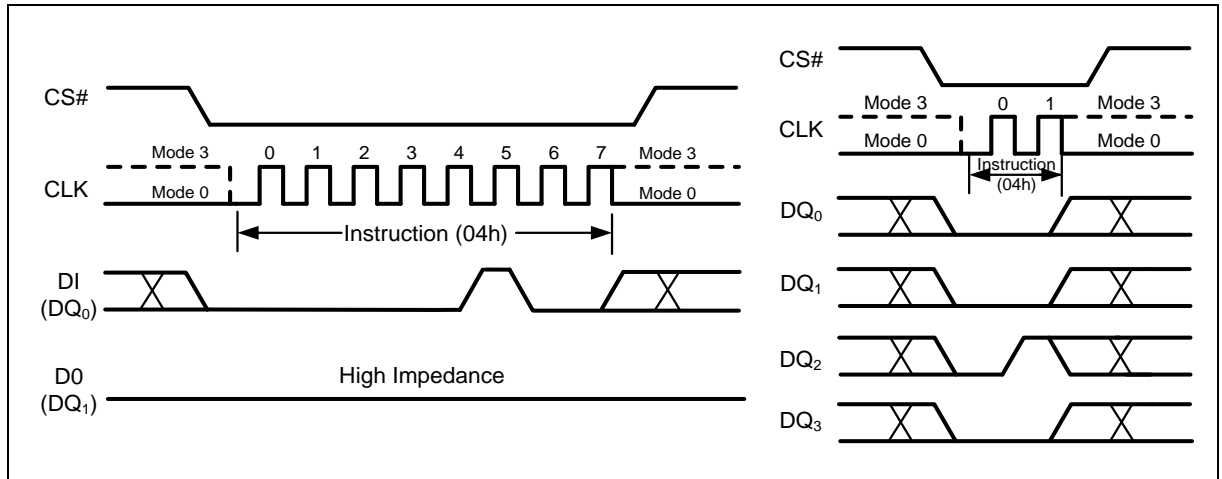 CS#
Mode 3 0 1 2 3 4 5 6 7 Mode 3
CLK
Mode 0 Mode 0
Instruction (04h)
DI
(DQ0)
D0
(DQ1)
High Impedance
CS#
Mode 3 0 1 Mode 3
CLK
Mode 0 Mode 0
Instruction
(04h)
DQ0
DQ1
DQ2
DQ3